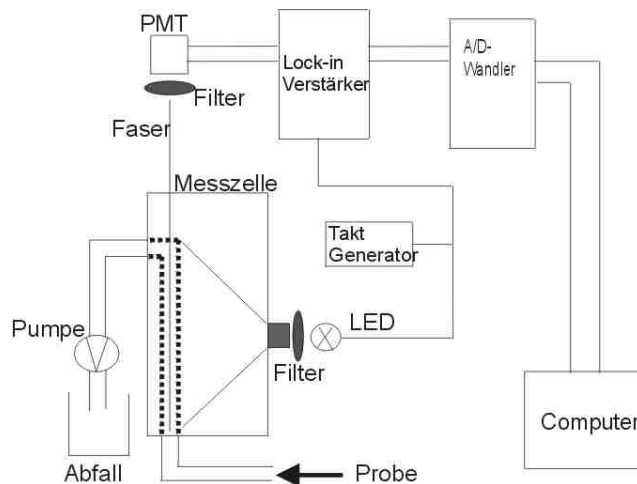 PMT
Lock-in
Verstärker
A/D-
Wandler
Filter
Faser
Messzelle
Takt
Generator
LED
Pumpe
Filter
Computer
Abfall
Probe